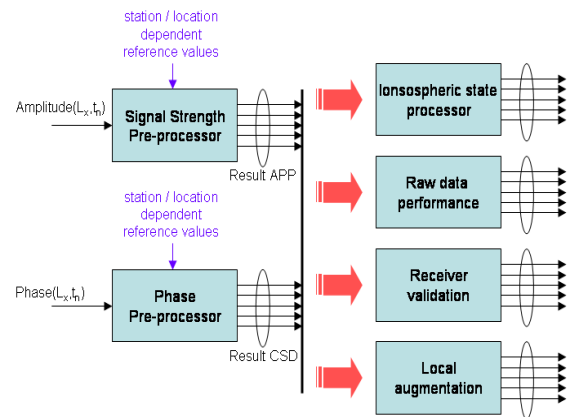 station / location
dependent
reference values
Amplitude(Lx,tn)
Signal Strength
Pre-processor
Result APP
station / location
dependent
reference values
Phase(Lx,tn)
Phase
Pre-processor
Result CSD
Ionsospheric state
processor
Raw data
performance
Receiver
validation
Local
augmentation